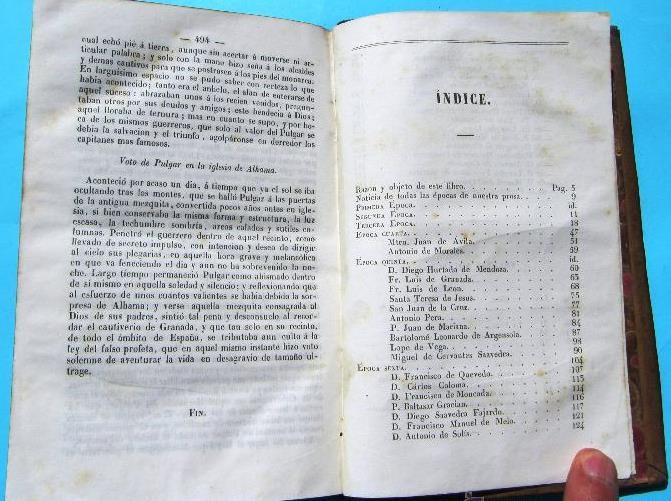 — 494 —
cual echó pié á tierra, aunque sin acertar á moverse ni ar-
ticular palabra; y solo con la mano hizo seña á los alcaides
y demas cautivos para que se postrasen á los pies del monarca.
En larguísimo espacio no se pudo saber con certeza lo que
habia acontecido; tanto era el anhelo, el afan de enterarse de
aquel suceso: abrazaban unos á los recien venidos, pregun-
taban otros por sus deudos y amigos; este bendecia á Dios;
aquel lloraba de ternura; mas en cuanto se supo, y por bo-
ca de los mismos guerreros, que solo al valor del Pulgar se
debia la salvacion y el triunfo, agolpáronse en derredor los
capitanes mas famosos.
Voto de Pulgar en la iglesia de Alhama.
Aconteció por acaso un dia, á tiempo que ya el sol se iba
ocultando tras los montes, que se halló Pulgar á las puertas
de la antigua mezquita, convertida pocos años antes en igle-
sia, si bien conservaba la misma forma y estructura, la luz
escasa, la techumbre sombría, arcos calados y sutiles co-
lumnas. Penetró el guerrero dentro de aquel recinto, como
llevado de secreto impulso, con intencion y deseo de dirigir
al cielo sus plegarias, en aquella hora grave y melancólica
en que va feneciendo el dia y aun no ha sobrevenido la no-
che. Largo tiempo permaneció Pulgar como abismado dentro
de sí mismo en aquella soledad y silencio; y reflexionando que
al esfuerzo de unos cuantos valientes se habia debido la sor-
presa de Alhama; y verse aquella mezquita consagrada al
Dios de sus padres, sintió tal pena y desconsuelo al recor-
dar el cautiverio de Granada, y que tan solo en su recinto,
de todo el ámbito de España, se tributaba aun culto á la
ley del falso profeta, que en aquel mismo instante hizo voto
solemne de aventurar la vida en desagravio de tamaño ul-
trage.
FIN.
ÍNDICE.
RAZON y objeto de este libro. Pag. 5
Noticia de todas las épocas de nuestra prosa. 9
PRIMERA ÉPOCA. id.
SEGUNDA ÉPOCA. 11
TERCERA ÉPOCA. 18
ÉPOCA CUARTA. 47
Mtro. Juan de Avila. 51
Antonio de Morales. 59
ÉPOCA QUINTA. id.
D. Diego Hurtado de Mendoza. 60
Fr. Luis de Granada. 65
Fr. Luis de Leon. 68
Santa Teresa de Jesus. 75
San Juan de la Cruz. 77
Antonio Perez. 81
P. Juan de Mariana. 84
Bartolomé Leonardo de Argensola. 87
Lope de Vega. 98
Miguel de Cervantes Saavedra. 90
ÉPOCA SEXTA. 104
D. Francisco de Quevedo. 107
D. Cárlos Coloma. 113
D. Francisco de Moncada. 114
P. Baltazar Gracian. 116
D. Diego Saavedra Fajardo. 117
D. Francisco Manuel de Melo. 121
D. Antonio de Solís. 124